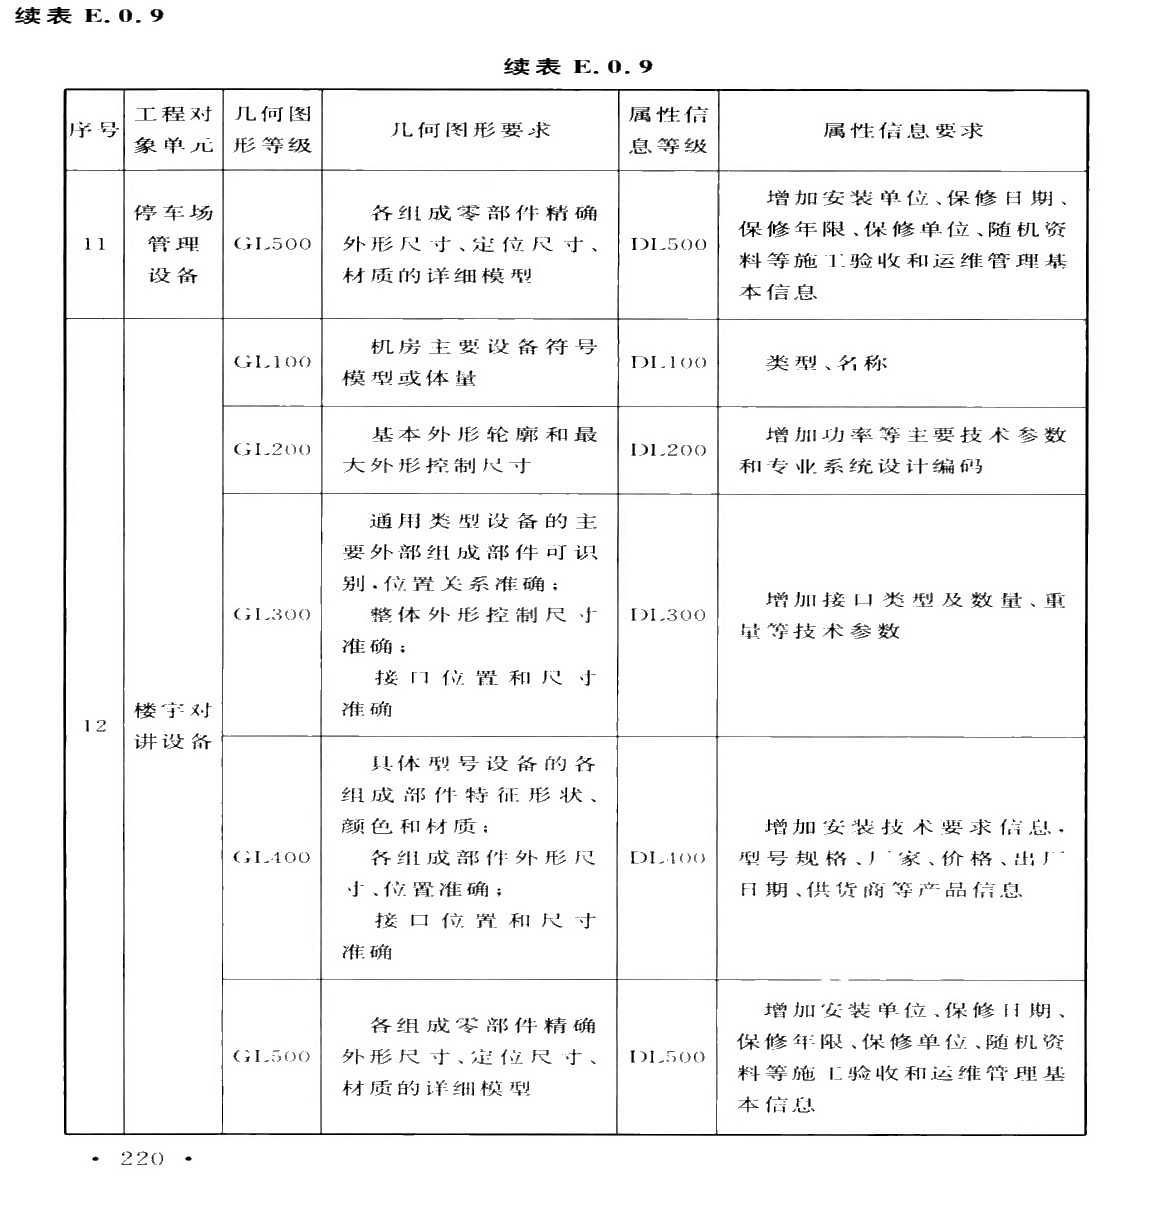 续表 E.0.9
续表 E.0.9
序号
工程对
象单元
几何图
形等级
几何图形要求
属性信
息等级
属性信息要求
11
停车场
管理
设备
GL500
各组成零部件精确
外形尺寸、定位尺寸、
材质的详细模型
DL500
增加安装单位、保修日期、
保修年限、保修单位、随机资
料等施工验收和运维管理基
本信息
12
楼宇对
讲设备
GL100
机房主要设备符号
模型或体量
DL100
类型、名称
GL200
基本外形轮廓和最
大外形控制尺寸
DL200
增加功率等主要技术参数
和专业系统设计编码
GL300
通用类型设备的主
要外部组成部件可识
别,位置关系准确;
整体外形控制尺寸
准确;
接口位置和尺寸
准确
DL300
增加接口类型及数量、重
量等技术参数
GL400
具体型号设备的各
组成部件特征形状、
颜色和材质;
各组成部件外形尺
寸、位置准确;
接口位置和尺寸
准确
DL400
增加安装技术要求信息,
型号规格、厂家、价格、出厂
日期、供货商等产品信息
GL500
各组成零部件精确
外形尺寸、定位尺寸、
材质的详细模型
DL500
增加安装单位、保修日期、
保修年限、保修单位、随机资
料等施工验收和运维管理基
本信息
· 220 ·